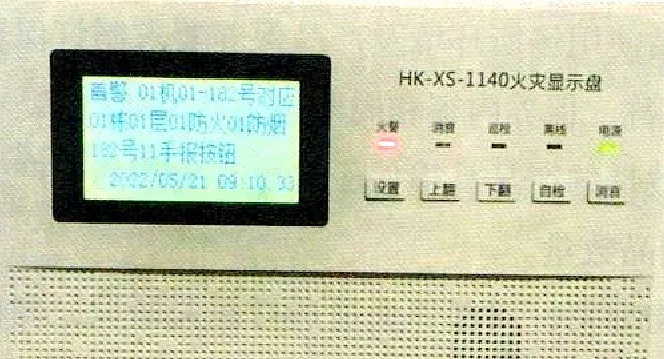 HK-XS-1140火灾显示盘
火警 消音 巡检 离线 电源
设置 上翻 下翻 自检 消音
火警 01机01-182号对应
01栋01层01防火01防烟
182号11手报按钮
2022/05/21 09:10:33